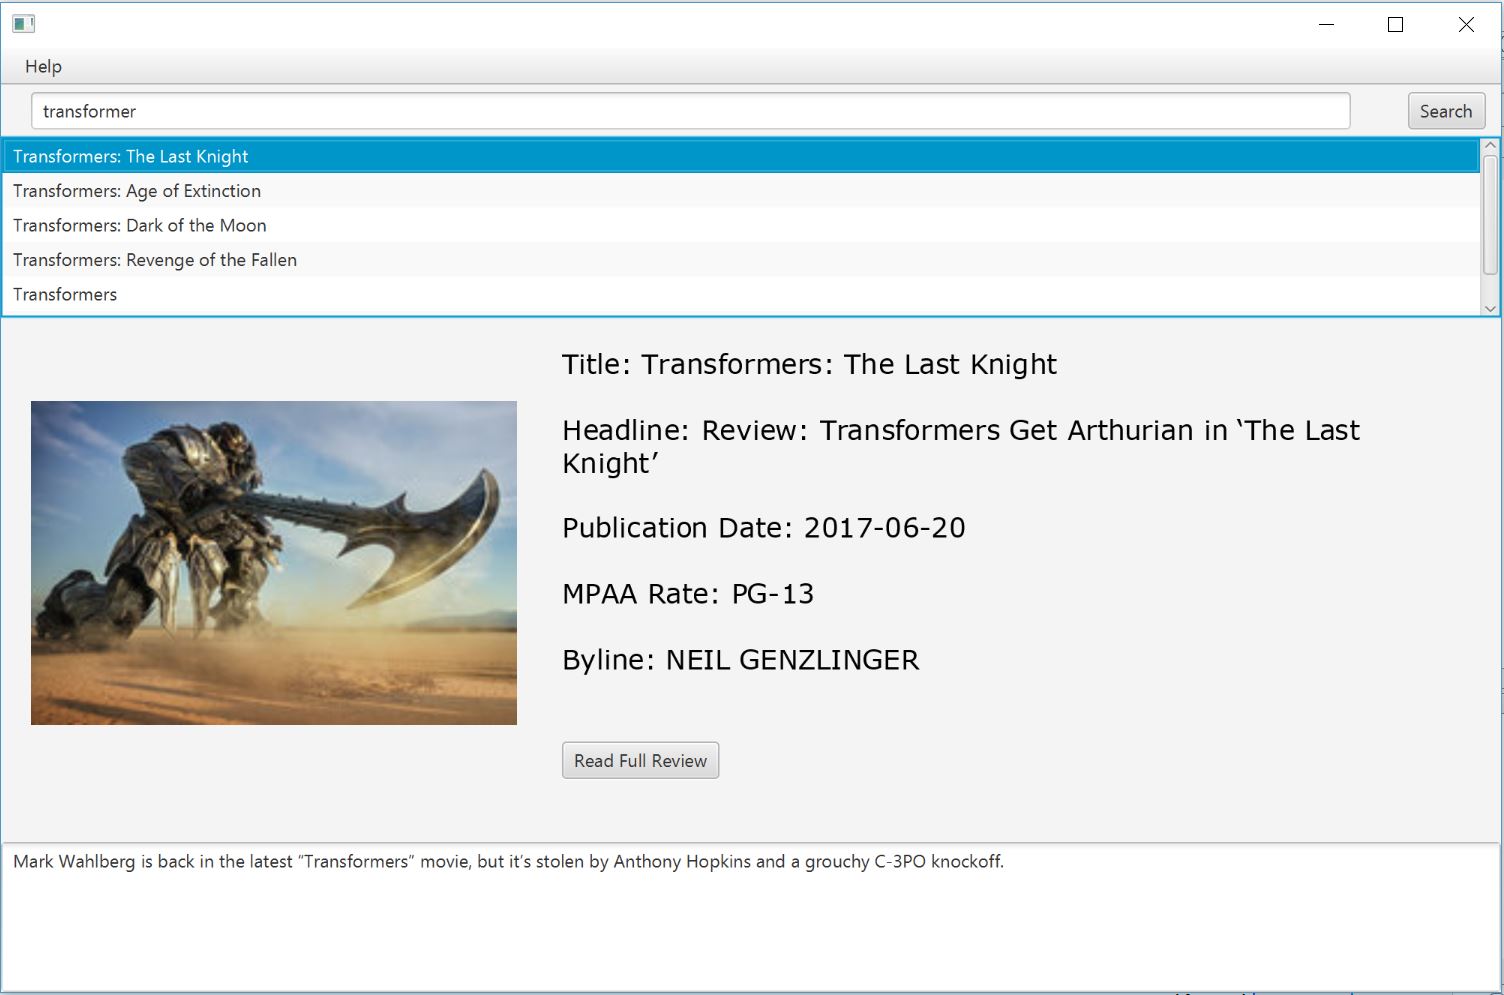 Help
transformer
Search
Transformers: The Last Knight
Transformers: Age of Extinction
Transformers: Dark of the Moon
Transformers: Revenge of the Fallen
Transformers
Title: Transformers: The Last Knight
Headline: Review: Transformers Get Arthurian in ‘The Last
Knight’
Publication Date: 2017-06-20
MPAA Rate: PG-13
Byline: NEIL GENZLINGER
Read Full Review
Mark Wahlberg is back in the latest “Transformers” movie, but it’s stolen by Anthony Hopkins and a grouchy C-3PO knockoff.